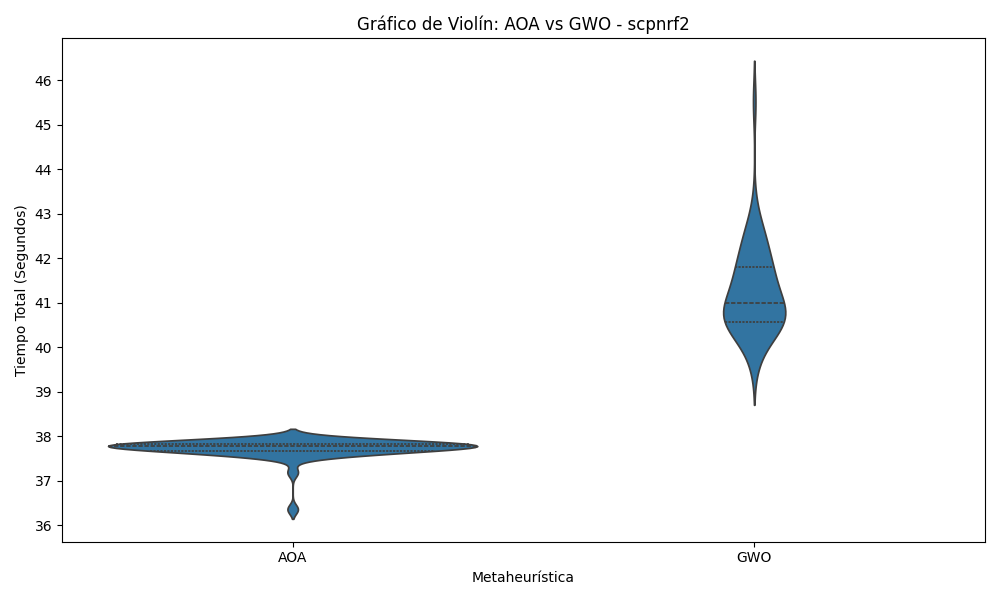 Gráfico de Violín: AOA vs GWO - scpnrf2
Tiempo Total (Segundos)
46
45
44
43
42
41
40
39
38
37
36
AOA
GWO
Metaheurística